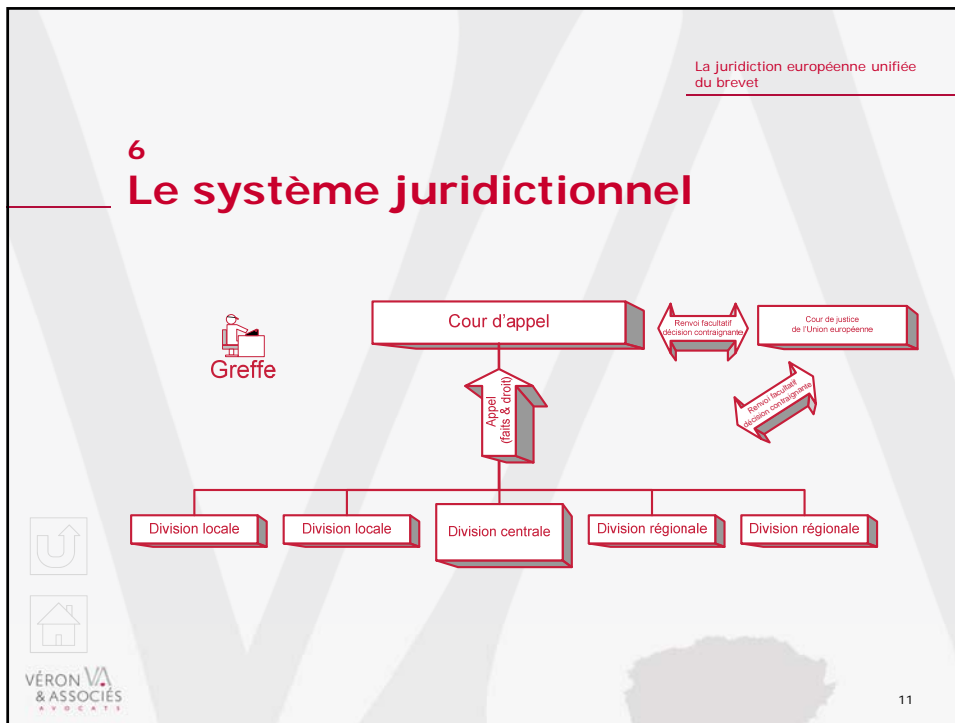 La juridiction européenne unifiée
du brevet
6
Le système juridictionnel
Cour d'appel
Renvoi facultatif
décision contraignante
Cour de justice
de l'Union européenne
Greffe
Appel
(faits & droit)
Renvoi facultatif
décision contraignante
Division locale
Division locale
Division centrale
Division régionale
Division régionale
VÉRON VA
& ASSOCIÉS
AVOCATS
11